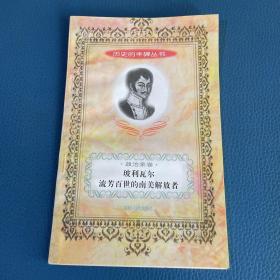 历史的丰碑丛书
·政治家卷·
玻利瓦尔
流芳百世的南美解放者